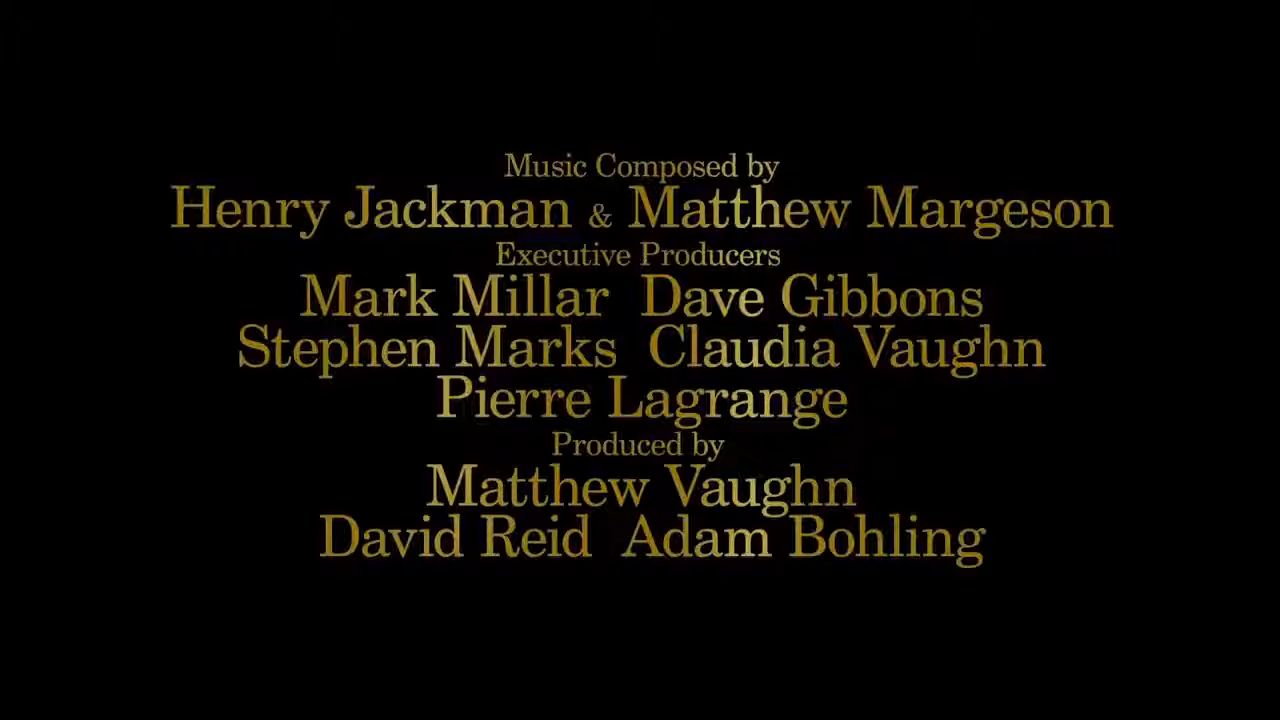 Music Composed by
Henry Jackman & Matthew Margeson
Executive Producers
Mark Millar Dave Gibbons
Stephen Marks Claudia Vaughn
Pierre Lagrange
Produced by
Matthew Vaughn
David Reid Adam Bohling